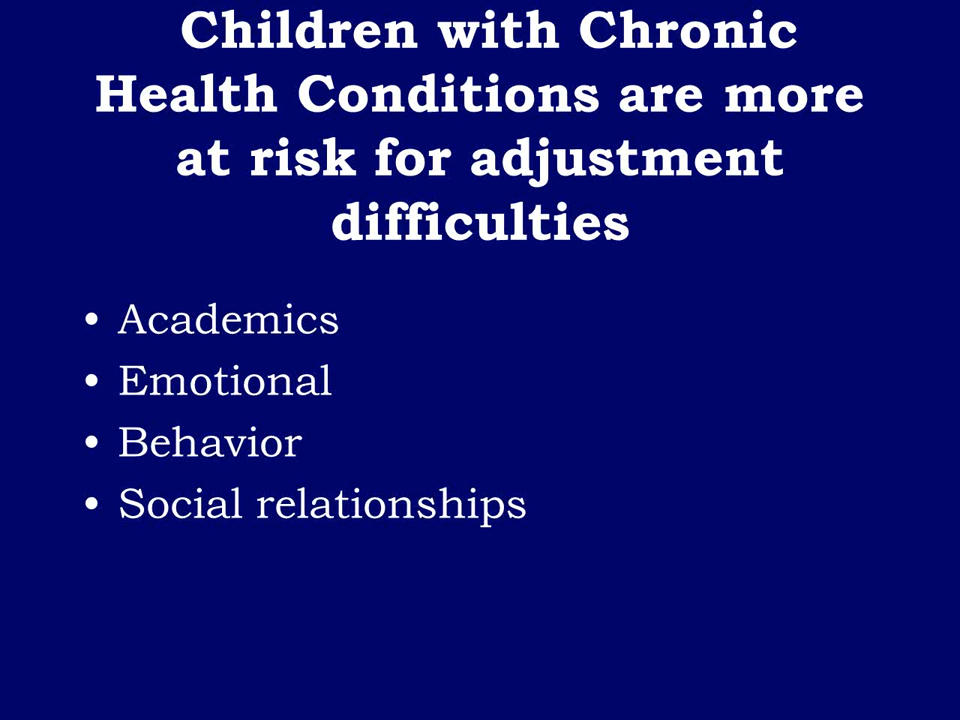 Children with Chronic
Health Conditions are more
at risk for adjustment
difficulties
• Academics
• Emotional
• Behavior
• Social relationships